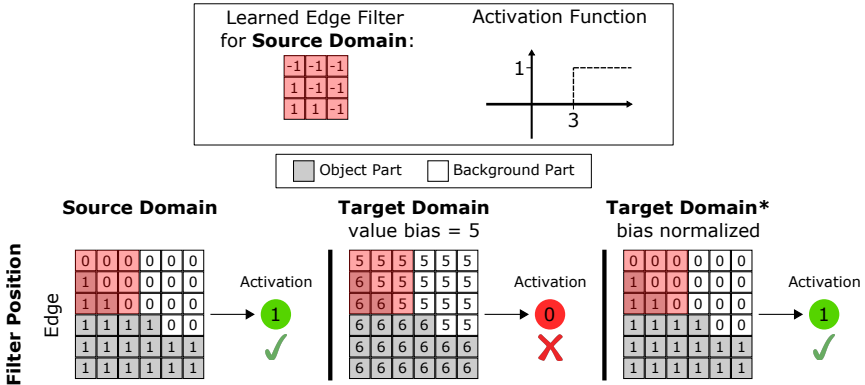 Learned Edge Filter
for Source Domain:
Activation Function
-1 -1 -1
1 -1 -1
1 1 -1
1
3
Object Part
Background Part
Filter Position
Edge
Source Domain
0 0 0 0 0 0
1 0 0 0 0 0
1 1 0 0 0 0
1 1 1 1 0 0
1 1 1 1 1 1
1 1 1 1 1 1
Activation
1
Target Domain
value bias = 5
5 5 5 5 5 5
6 5 5 5 5 5
6 6 5 5 5 5
6 6 6 6 5 5
6 6 6 6 6 6
6 6 6 6 6 6
Activation
0
Target Domain*
bias normalized
0 0 0 0 0 0
1 0 0 0 0 0
1 1 0 0 0 0
1 1 1 1 0 0
1 1 1 1 1 1
1 1 1 1 1 1
Activation
1